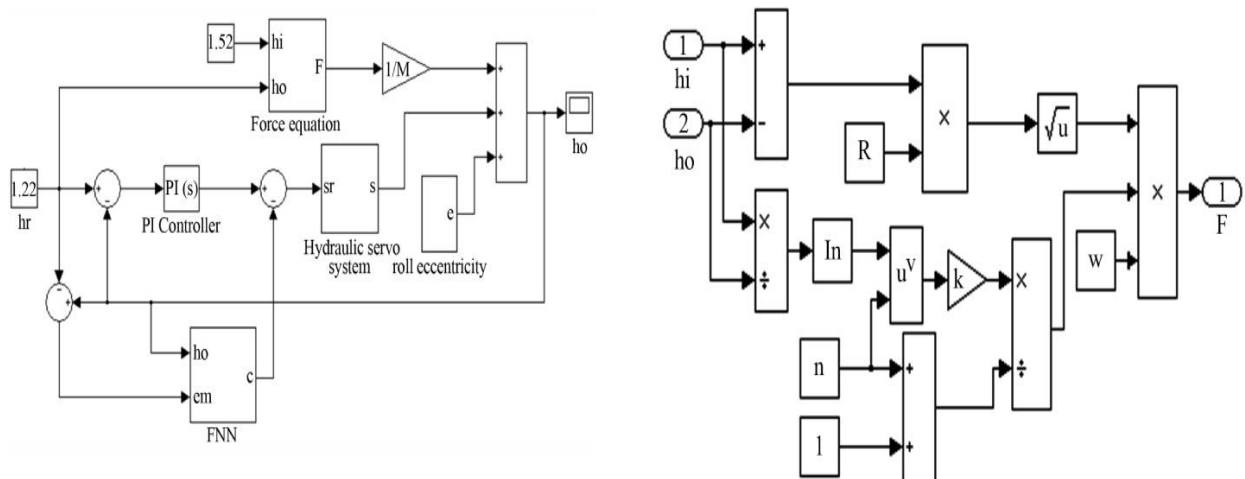 1.52
hi
ho
F
Force equation
1/M
+
+
+
ho
1.22
hr
+
−
PI (s)
PI Controller
+
−
sr
s
Hydraulic servo
system
e
roll eccentricity
−
+
ho
em
c
FNN
1
hi
2
ho
+
−
R
×
√u
×
÷
In
u^v
k
n
1
+
+
×
÷
w
×
1
F